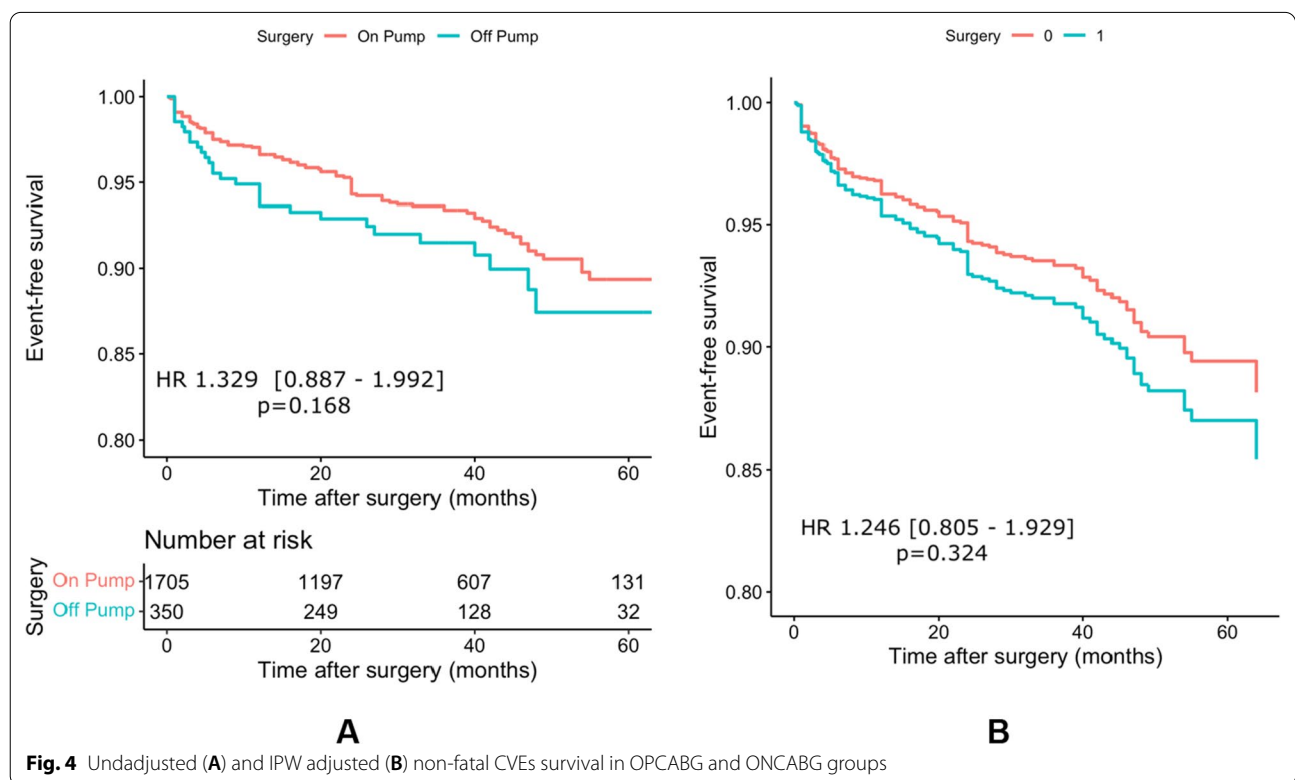 Surgery On Pump Off Pump
Event-free survival
1.00
0.95
0.90
0.85
0.80
HR 1.329 [0.887 - 1.992]
p=0.168
0 20 40 60
Time after surgery (months)
Number at risk
Surgery
On Pump 1705 1197 607 131
Off Pump 350 249 128 32
0 20 40 60
Time after surgery (months)
A
Surgery 0 1
Event-free survival
1.00
0.95
0.90
0.85
0.80
HR 1.246 [0.805 - 1.929]
p=0.324
0 20 40 60
Time after surgery (months)
B
Fig. 4 Undadjusted (A) and IPW adjusted (B) non-fatal CVEs survival in OPCABG and ONCABG groups